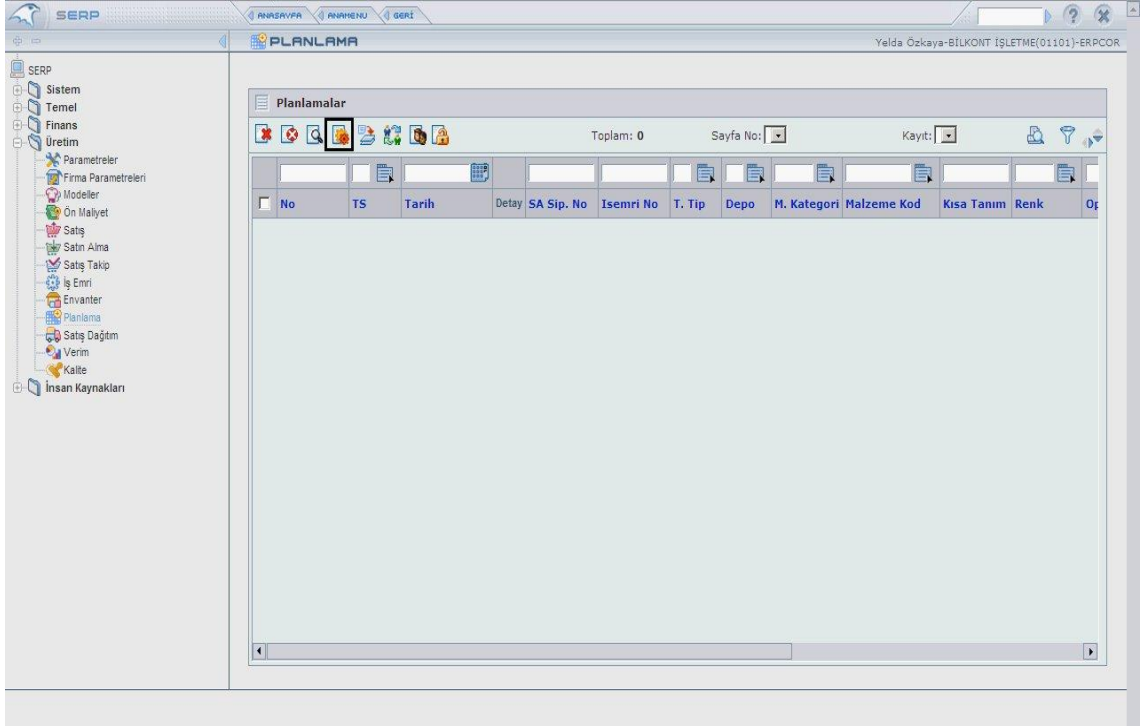 SERP
ANASAYFA ANAMENU GERİ
PLANLAMA
Yelda Özkaya-BİLKONT İŞLETME(01101)-ERPCOR
SERP
Sistem
Temel
Finans
Üretim
Parametreler
Firma Parametreleri
Modeller
Ön Maliyet
Satış
Satın Alma
Satış Takip
İş Emri
Envanter
Planlama
Satış Dağıtım
Verim
Kalite
İnsan Kaynakları
Planlamalar
Toplam: 0 Sayfa No: Kayıt:
No TS Tarih Detay SA Sip. No Isemri No T. Tip Depo M. Kategori Malzeme Kod Kısa Tanım Renk Op